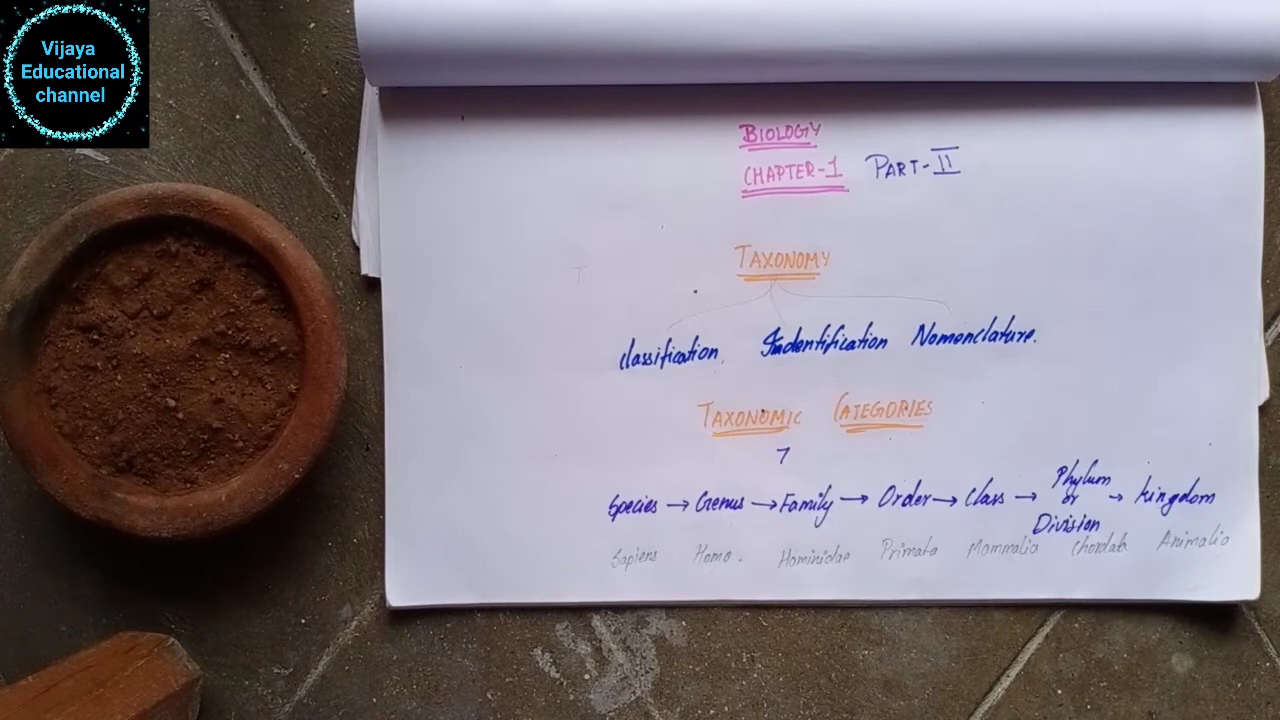 Vijaya
Educational
channel
BIOLOGY
CHAPTER-1 PART-II
TAXONOMY
Classification, Indentification Nomenclature.
TAXONOMIC CATEGORIES
7
Species → Genus → Family → Order → Class → Phylum or Division → kingdom
Sapiens Homo. Hominidae Primata Mammalia Chordata Animalia